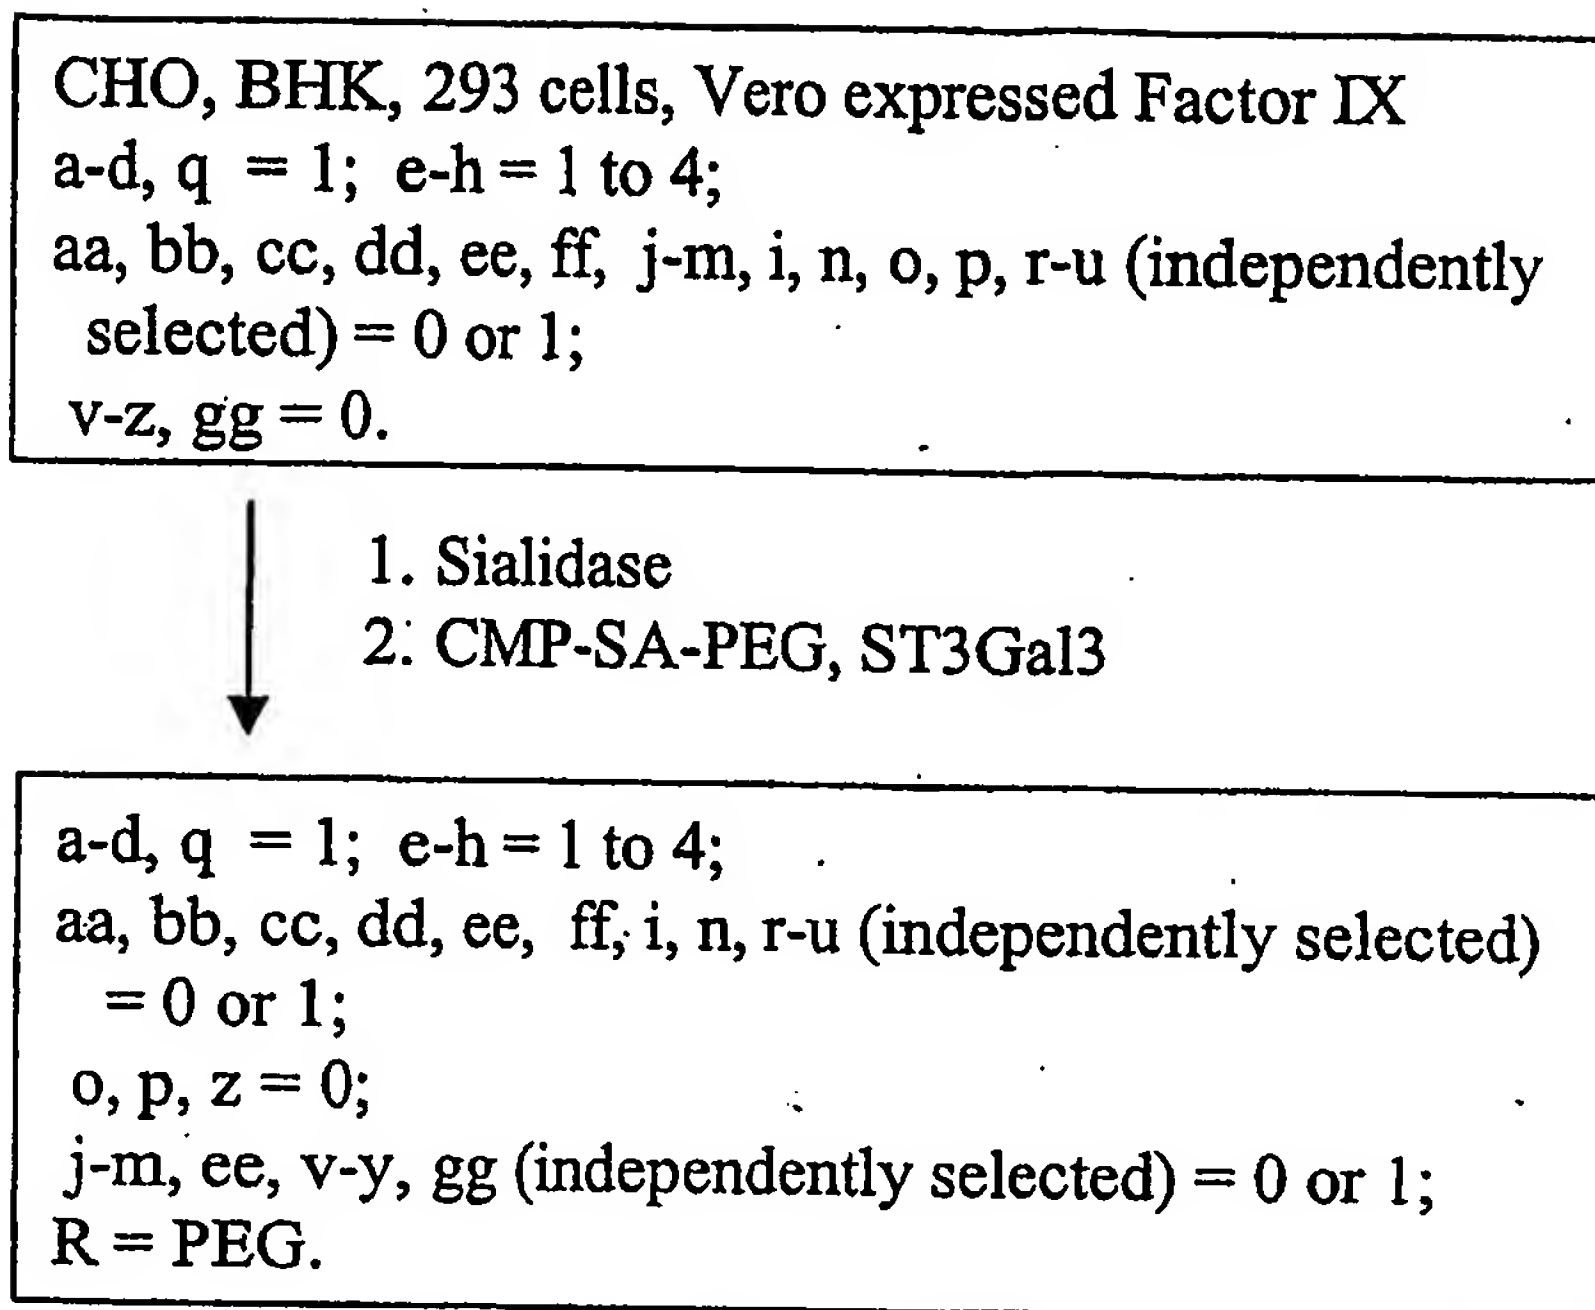 CHO, BHK, 293 cells, Vero expressed Factor IX
a-d, q = 1; e-h = 1 to 4;
aa, bb, cc, dd, ee, ff, j-m, i, n, o, p, r-u (independently
selected) = 0 or 1;
v-z, gg = 0.
1. Sialidase
2. CMP-SA-PEG, ST3Gal3
a-d, q = 1; e-h = 1 to 4;
aa, bb, cc, dd, ee, ff, i, n, r-u (independently selected)
= 0 or 1;
o, p, z = 0;
j-m, ee, v-y, gg (independently selected) = 0 or 1;
R = PEG.